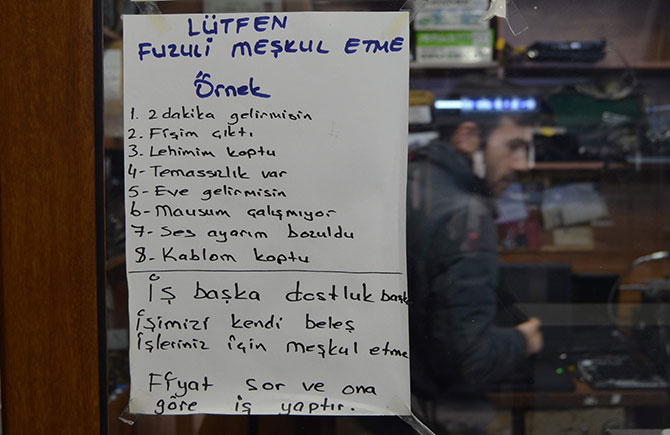 LÜTFEN
FUZULİ MEŞKUL ETME
Örnek
1. 2 dakika gelirmisin
2. Fişim çıktı
3. Lehimim koptu
4- Temassızlık var
5- Eve gelirmisin
6- Mausum çalışmıyor
7- Ses ayarım bozuldu
8- Kablom koptu
İş başka dostluk başk
İşimizi kendi beleş
İşleriniz için meşkul etme
Fiyat sor ve ona
göre iş yaptır.